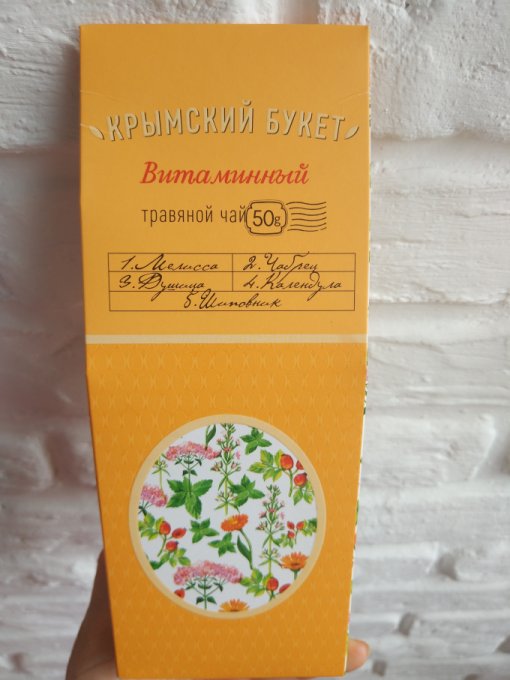 КРЫМСКИЙ БУКЕТ
Витаминный
травяной чай 50g
1. Мелисса 2. Чабрец
3. Душица 4. Календула
5. Шиповник